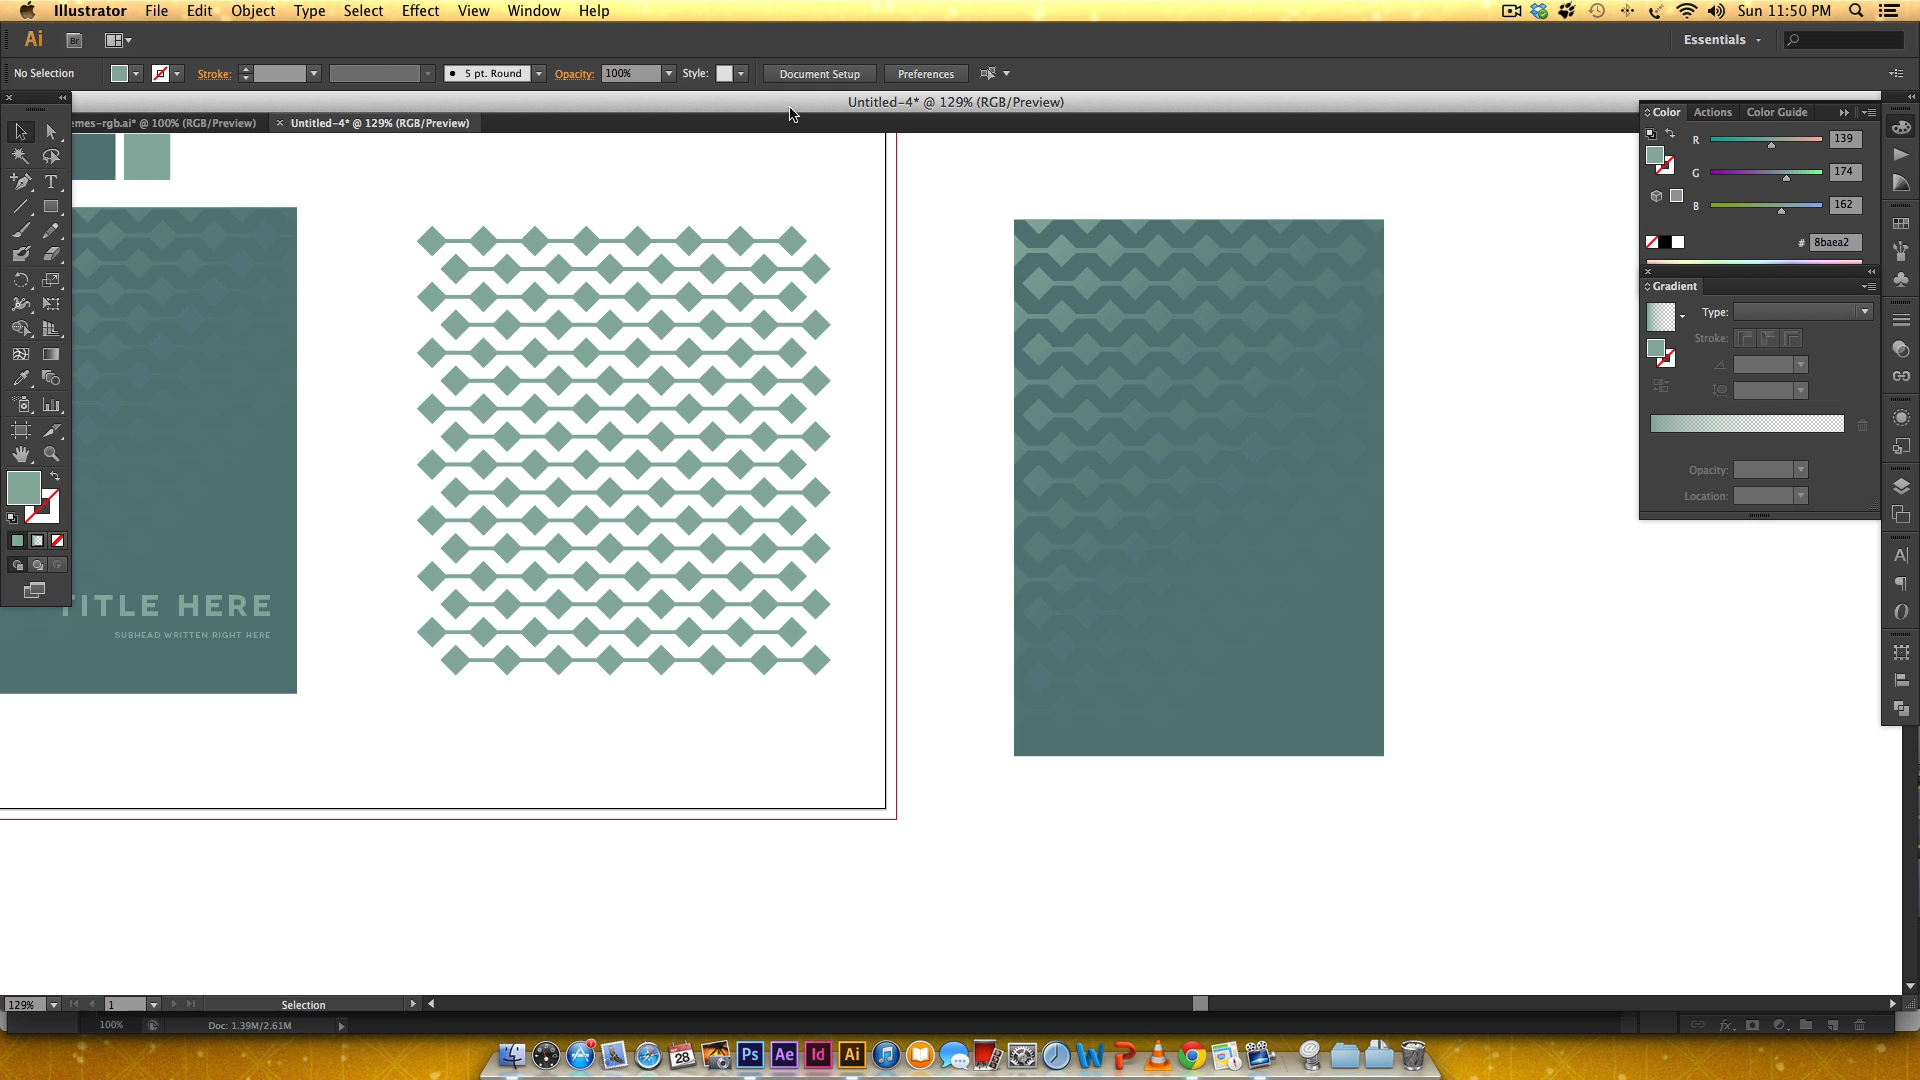 Illustrator File Edit Object Type Select Effect View Window Help Sun 11:50 PM
Ai Br Essentials
No Selection Stroke: 5 pt. Round Opacity: 100% Style: Document Setup Preferences
Untitled-4* @ 129% (RGB/Preview)
emes-rgb.ai* @ 100% (RGB/Preview) × Untitled-4* @ 129% (RGB/Preview)
Color Actions Color Guide
R 139
G 174
B 162
# 8baea2
Gradient
Type:
Stroke:
Opacity:
Location:
TITLE HERE
SUBHEAD WRITTEN RIGHT HERE
129% 1 Selection
100% Doc: 1.39M/2.61M
28 Ps Ae Id Ai